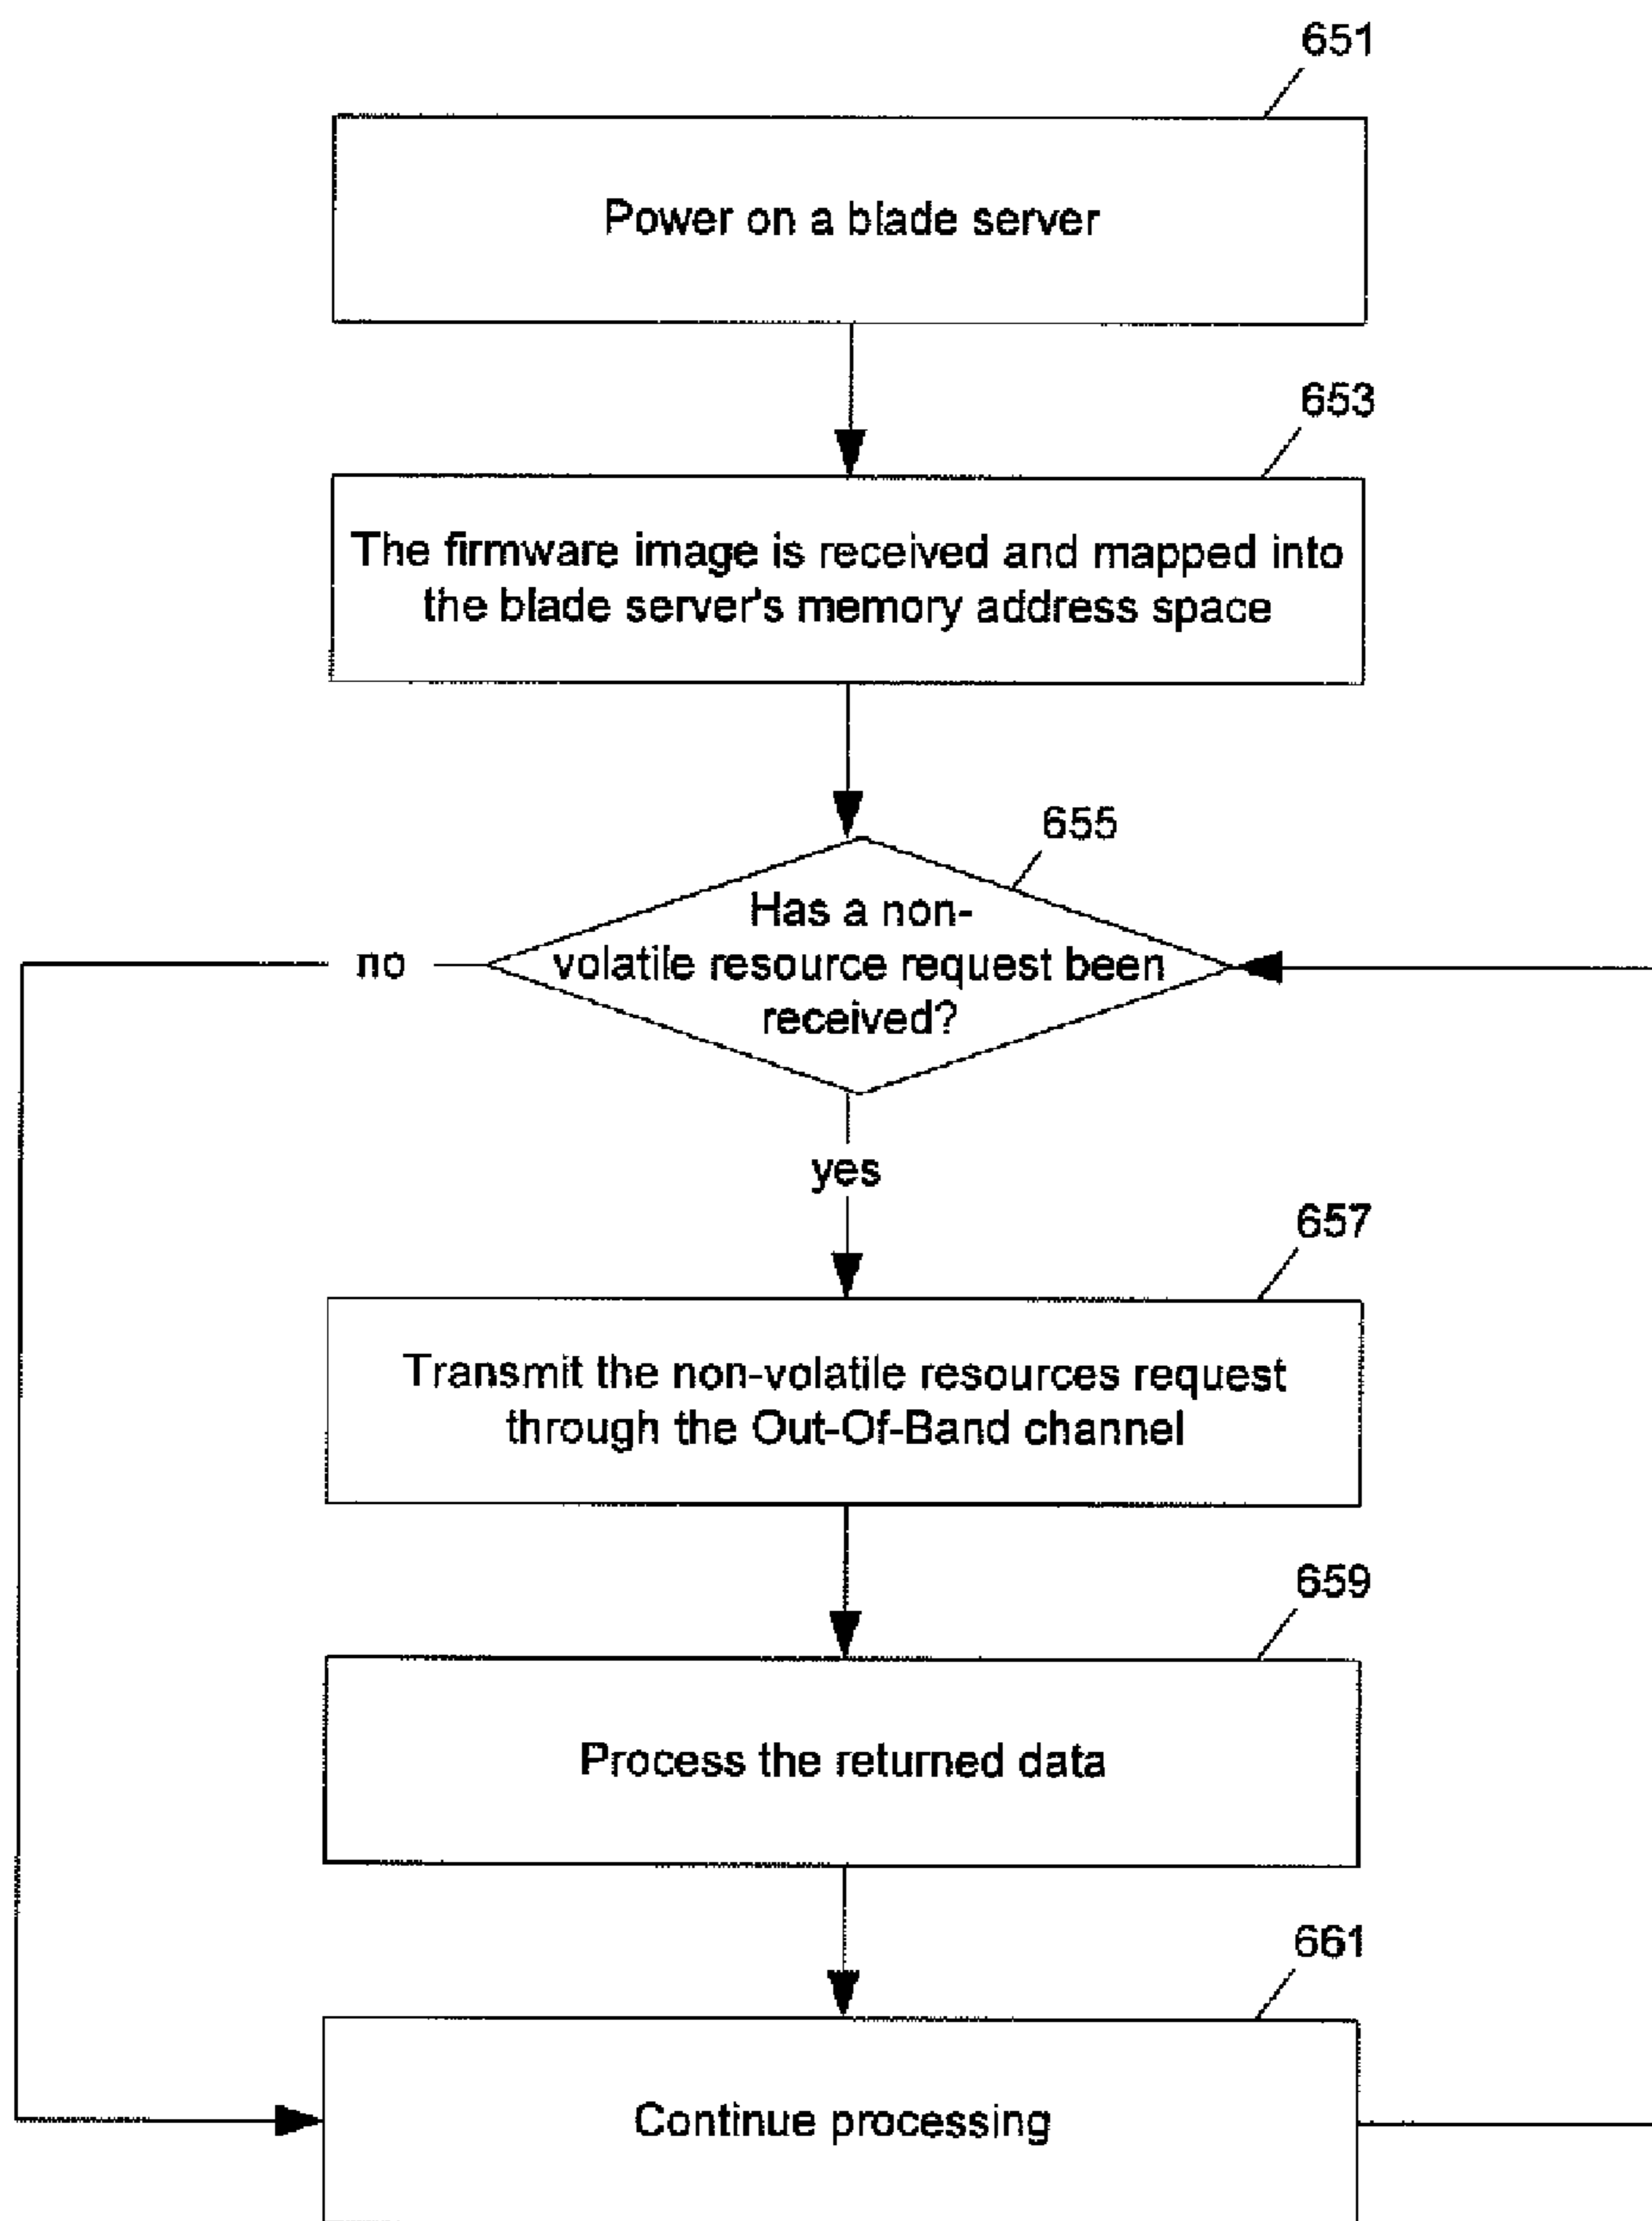 651
Power on a blade server
653
The firmware image is received and mapped into
the blade server's memory address space
655
Has a non-
volatile resource request been
received?
no
yes
657
Transmit the non-volatile resources request
through the Out-Of-Band channel
659
Process the returned data
661
Continue processing